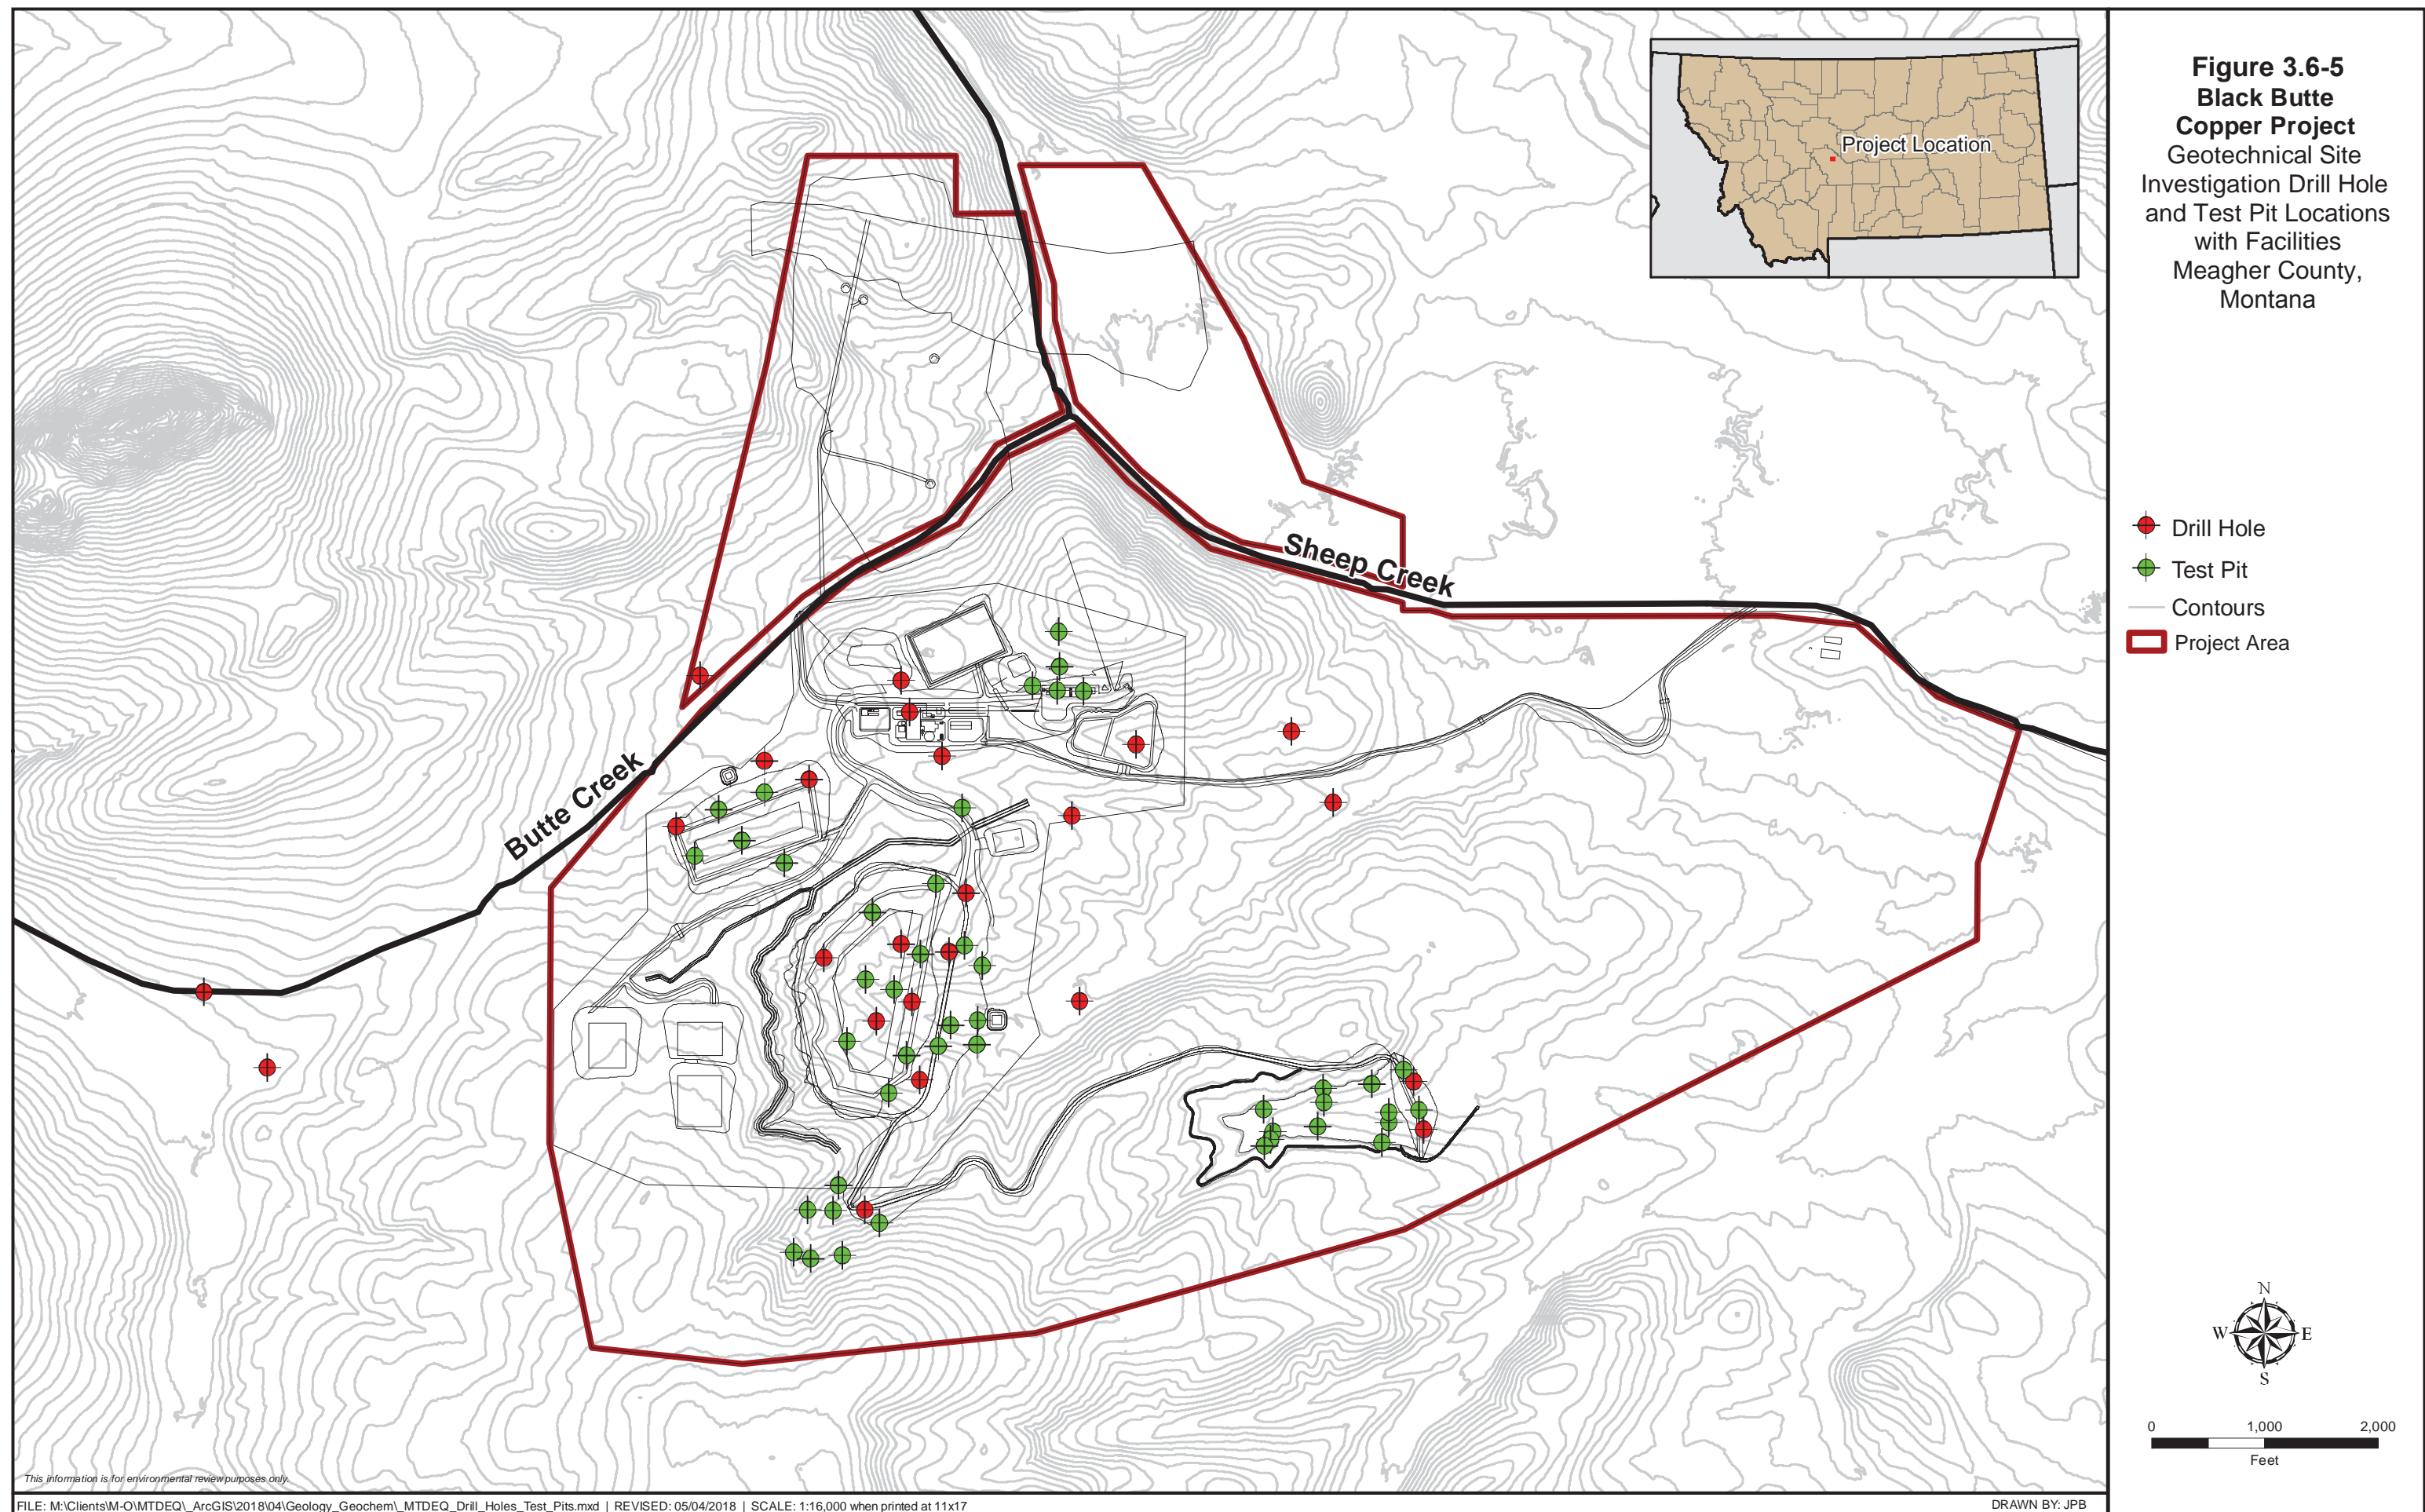 Figure 3.6-5
Black Butte
Copper Project
Geotechnical Site
Investigation Drill Hole
and Test Pit Locations
with Facilities
Meagher County,
Montana
Project Location
Drill Hole
Test Pit
Contours
Project Area
Sheep Creek
Butte Creek
N
W E
S
0 1,000 2,000
Feet
This information is for environmental review purposes only.
FILE: M:\Clients\M-O\MTDEQ\_ArcGIS\2018\04\Geology_Geochem\_MTDEQ_Drill_Holes_Test_Pits.mxd | REVISED: 05/04/2018 | SCALE: 1:16,000 when printed at 11x17
DRAWN BY: JPB